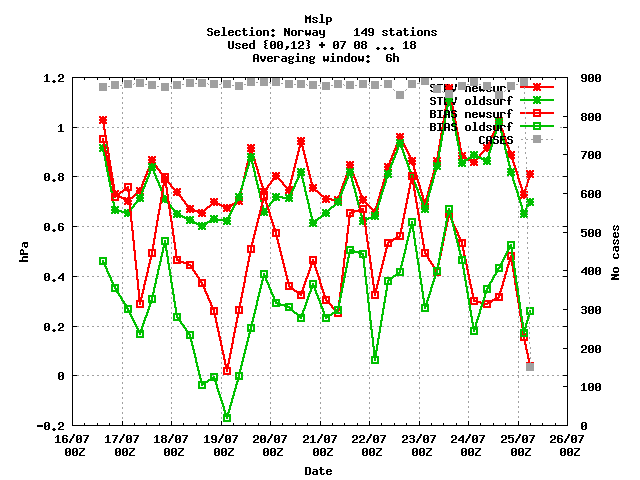 Mslp
Selection: Norway    149 stations
Used {00,12} + 07 08 ... 18
Averaging window:  6h
STDV newsurf
STDV oldsurf
BIAS newsurf
BIAS oldsurf
CASES
1.2
1
0.8
0.6
0.4
0.2
0
-0.2
hPa
900
800
700
600
500
400
300
200
100
0
No cases
16/07 17/07 18/07 19/07 20/07 21/07 22/07 23/07 24/07 25/07 26/07
00Z 00Z 00Z 00Z 00Z 00Z 00Z 00Z 00Z 00Z 00Z
Date